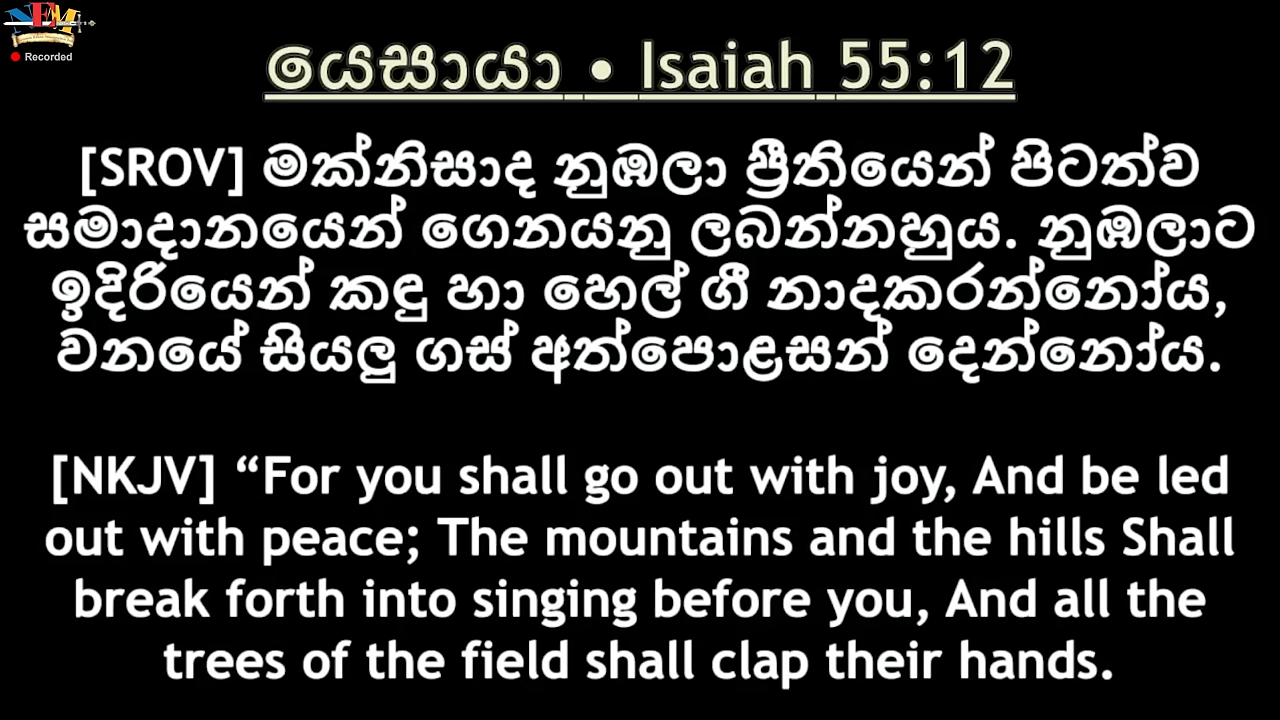 NEM
Recorded
යෙසායා • Isaiah 55:12
[SROV] මක්නිසාද නුඹලා ප්‍රීතියෙන් පිටත්ව
සමාදානයෙන් ගෙනයනු ලබන්නහුය. නුඹලාට
ඉදිරියෙන් කඳු හා හෙල් ගී නාදකරන්නෝය,
වනයේ සියලු ගස් අත්පොළසන් දෙන්නෝය.
[NKJV] “For you shall go out with joy, And be led
out with peace; The mountains and the hills Shall
break forth into singing before you, And all the
trees of the field shall clap their hands.